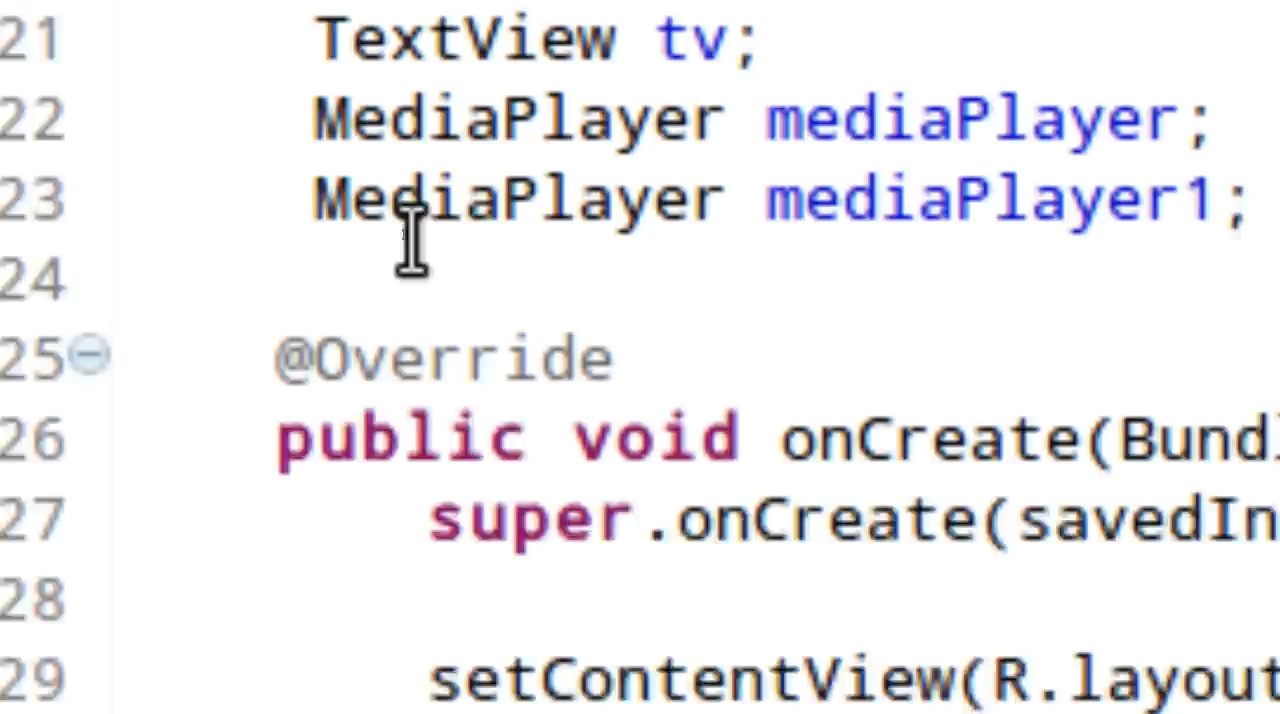 21 TextView tv;
22 MediaPlayer mediaPlayer;
23 MediaPlayer mediaPlayer1;
24
25 @Override
26 public void onCreate(Bundl
27 super.onCreate(savedIn
28
29 setContentView(R.layout